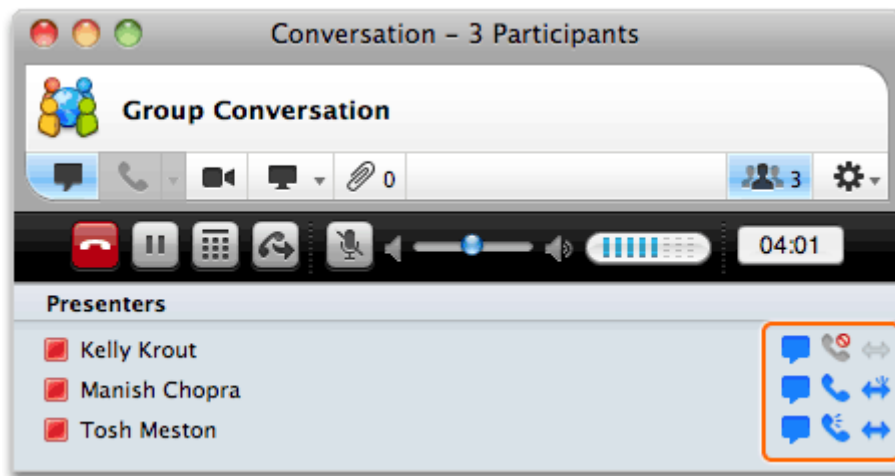 Conversation – 3 Participants
Group Conversation
0
3
04:01
Presenters
Kelly Krout
Manish Chopra
Tosh Meston